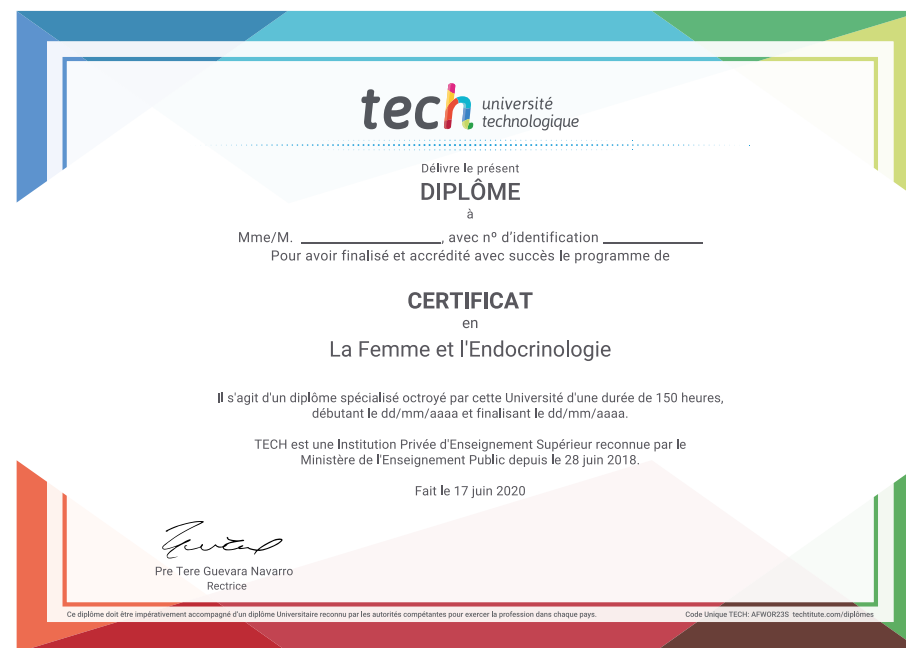 tech université
technologique
Délivre le présent
DIPLÔME
à
Mme/M. ____________________, avec nº d'identification ______________
Pour avoir finalisé et accrédité avec succès le programme de
CERTIFICAT
en
La Femme et l'Endocrinologie
Il s'agit d'un diplôme spécialisé octroyé par cette Université d'une durée de 150 heures,
débutant le dd/mm/aaaa et finalisant le dd/mm/aaaa.
TECH est une Institution Privée d'Enseignement Supérieur reconnue par le
Ministère de l'Enseignement Public depuis le 28 juin 2018.
Fait le 17 juin 2020
Pre Tere Guevara Navarro
Rectrice
Ce diplôme doit être impérativement accompagné d'un diplôme Universitaire reconnu par les autorités compétentes pour exercer la profession dans chaque pays. Code Unique TECH: AFWOR23S techtitute.com/diplômes